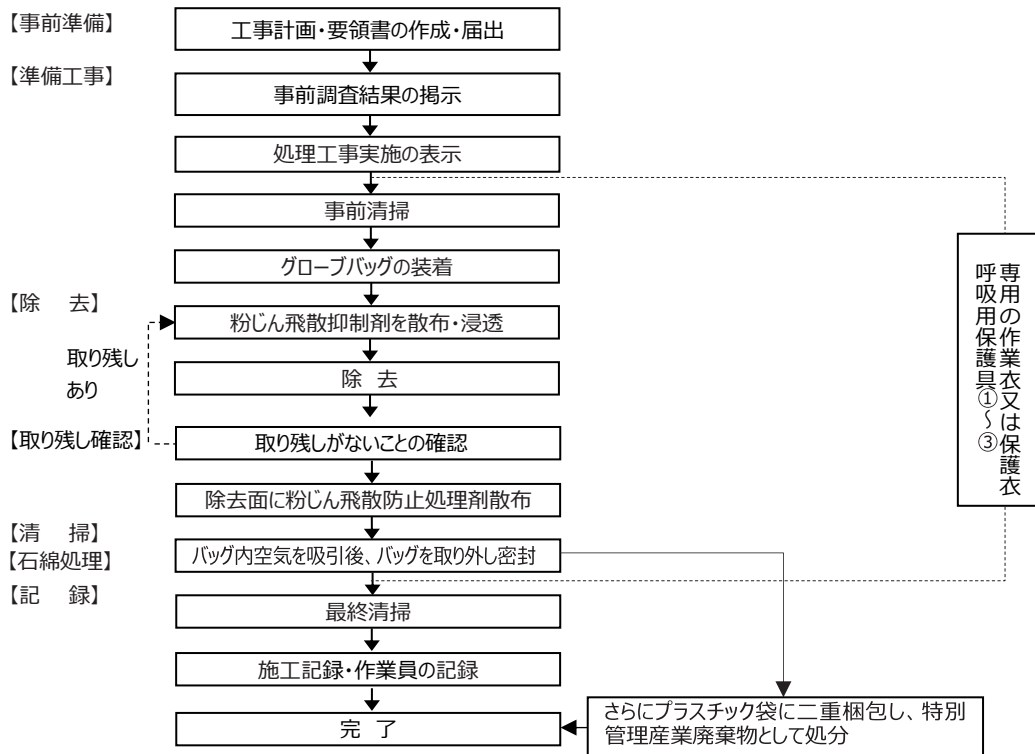 【事前準備】
工事計画・要領書の作成・届出
【準備工事】
事前調査結果の掲示
処理工事実施の表示
事前清掃
グローブバッグの装着
【除　去】
粉じん飛散抑制剤を散布・浸透
取り残し
あり
除 去
【取り残し確認】
取り残しがないことの確認
除去面に粉じん飛散防止処理剤散布
【清　掃】
【石綿処理】
バッグ内空気を吸引後、バッグを取り外し密封
【記　録】
最終清掃
施工記録・作業員の記録
完 了
さらにプラスチック袋に二重梱包し、特別
管理産業廃棄物として処分
専用の作業衣又は保護衣
呼吸用保護具①～③